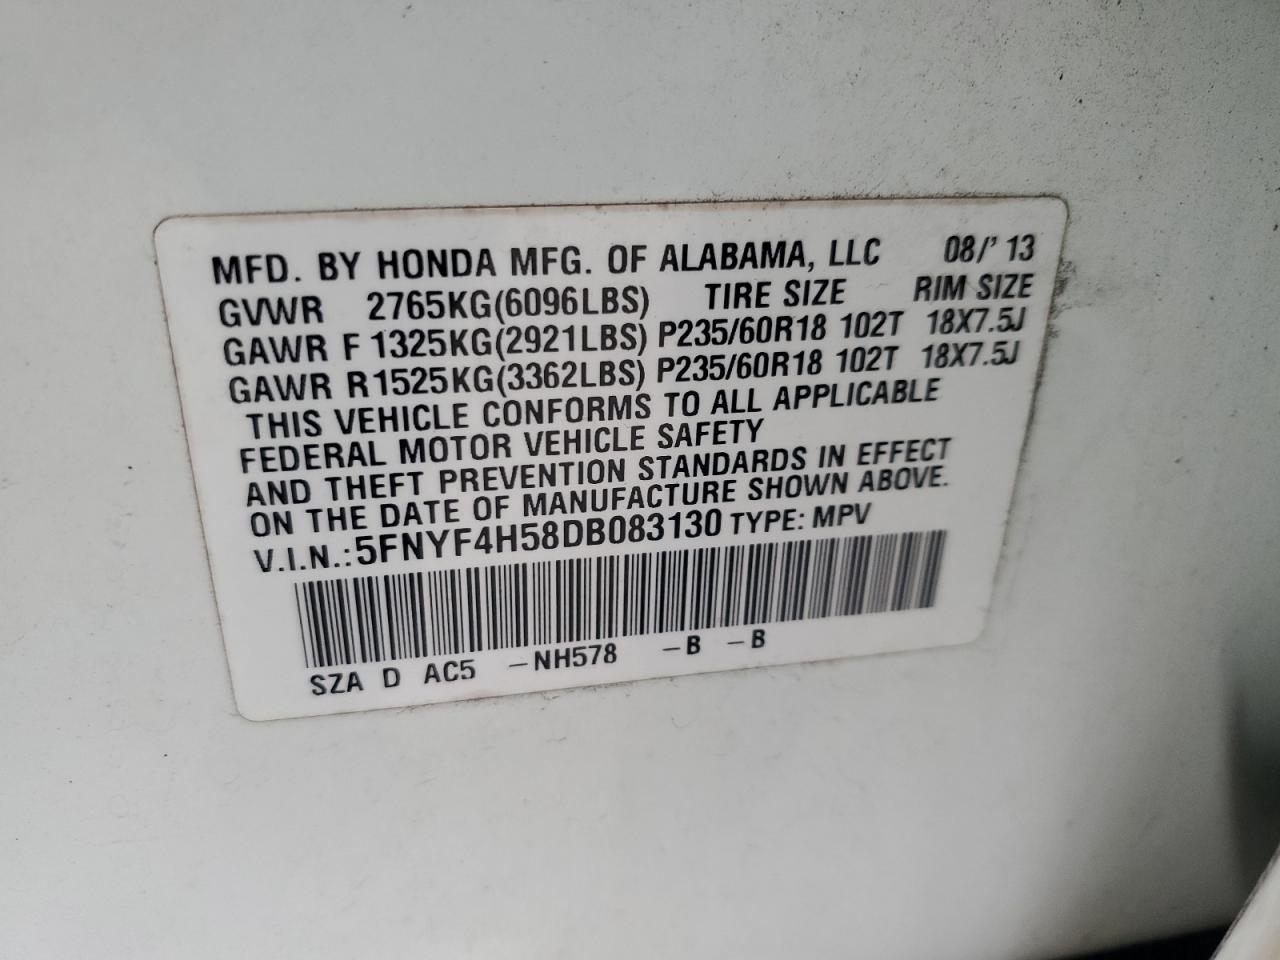 MFD. BY HONDA MFG. OF ALABAMA, LLC 08/'13
GVWR 2765KG(6096LBS) TIRE SIZE RIM SIZE
GAWR F 1325KG(2921LBS) P235/60R18 102T 18X7.5J
GAWR R1525KG(3362LBS) P235/60R18 102T 18X7.5J
THIS VEHICLE CONFORMS TO ALL APPLICABLE
FEDERAL MOTOR VEHICLE SAFETY
AND THEFT PREVENTION STANDARDS IN EFFECT
ON THE DATE OF MANUFACTURE SHOWN ABOVE.
V.I.N.: 5FNYF4H58DB083130 TYPE: MPV
SZA D AC5 -NH578 -B -B